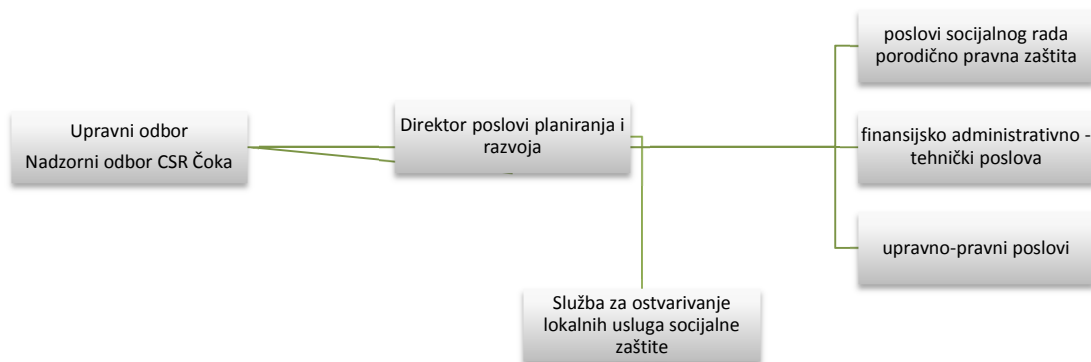 Upravni odbor
Nadzorni odbor CSR Čoka
Direktor poslovi planiranja i
razvoja
poslovi socijalnog rada
porodično pravna zaštita
finansijsko administrativno -
tehnički poslova
upravno-pravni poslovi
Služba za ostvarivanje
lokalnih usluga socijalne
zaštite